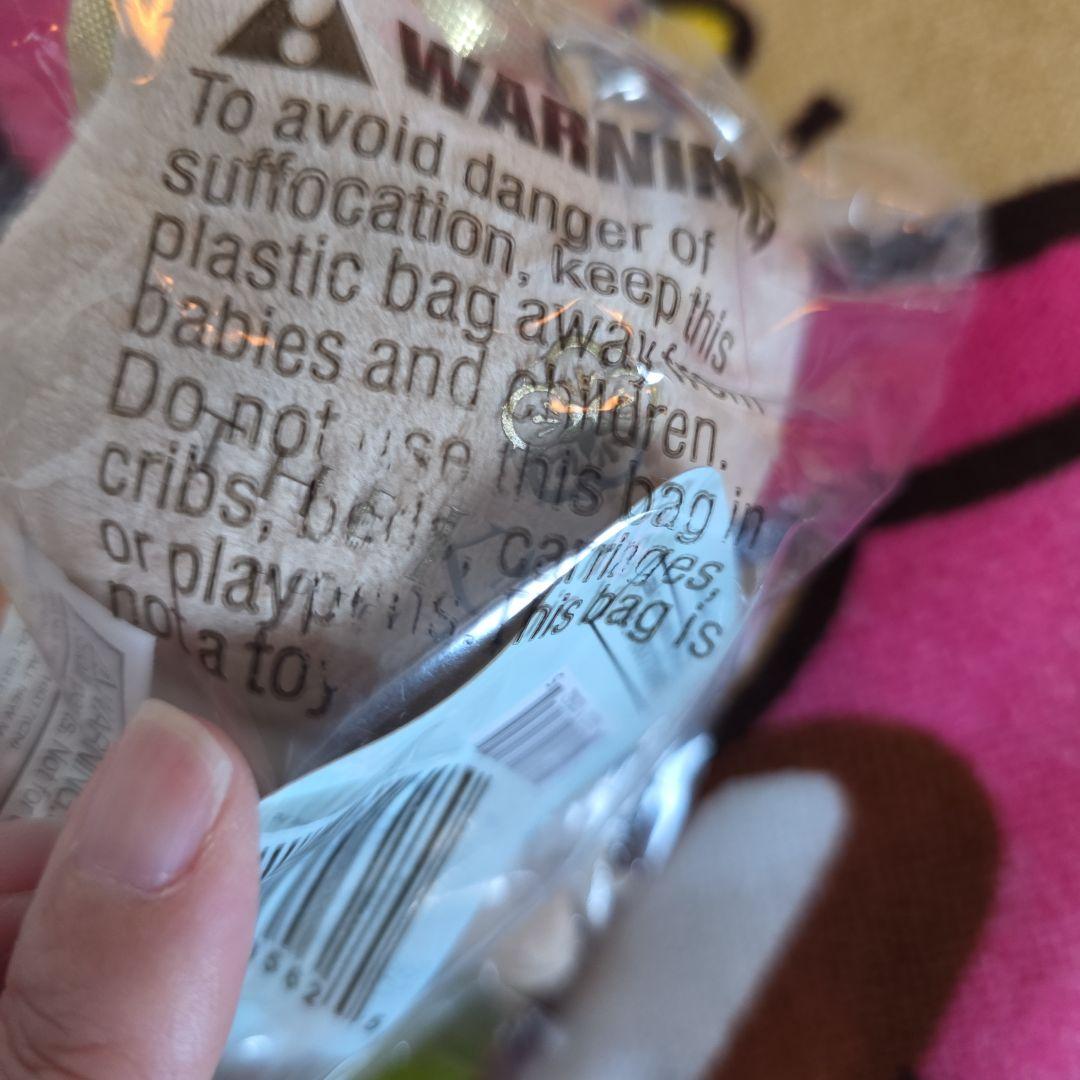 WARNING
To avoid danger of
suffocation, keep this
plastic bag away from
babies and children.
Do not use this bag in
cribs, beds, carriages,
or playpens. This bag is
not a toy